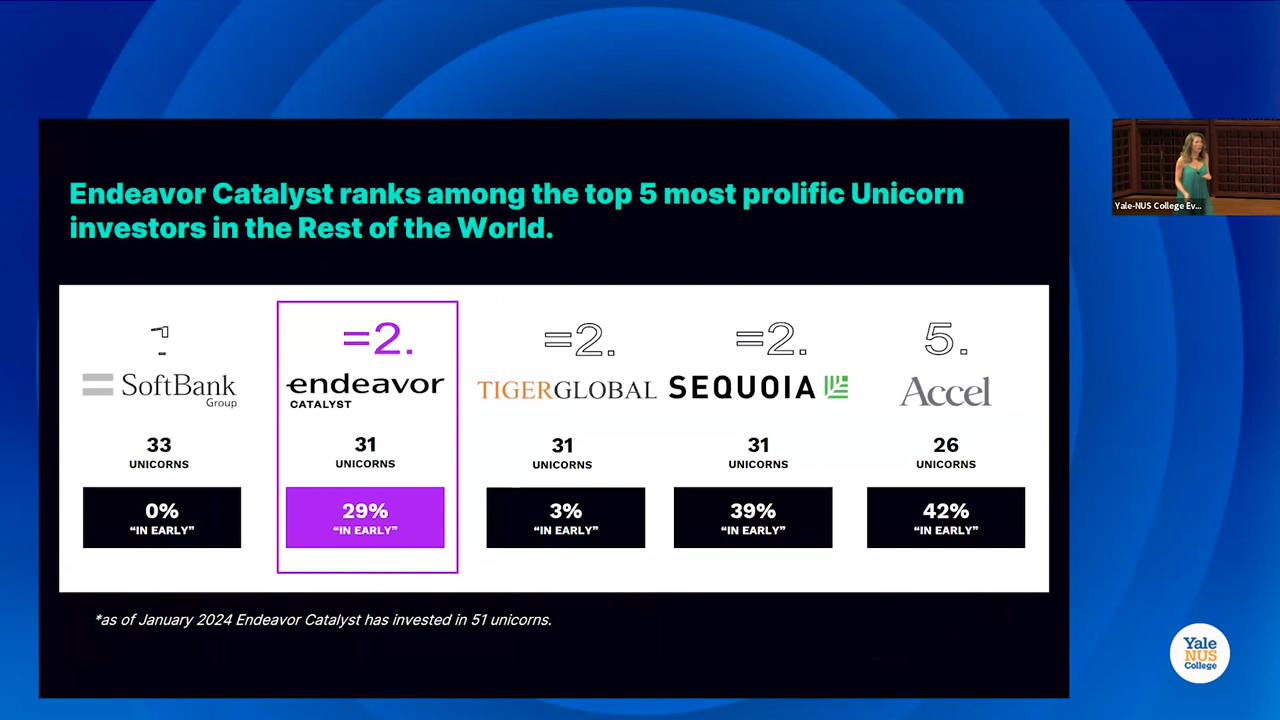 Endeavor Catalyst ranks among the top 5 most prolific Unicorn
investors in the Rest of the World.
1.
SoftBank
Group
33
UNICORNS
0%
“IN EARLY”
=2.
endeavor
CATALYST
31
UNICORNS
29%
“IN EARLY”
=2.
TIGERGLOBAL
31
UNICORNS
3%
“IN EARLY”
=2.
SEQUOIA
31
UNICORNS
39%
“IN EARLY”
5.
Accel
26
UNICORNS
42%
“IN EARLY”
*as of January 2024 Endeavor Catalyst has invested in 51 unicorns.
Yale-NUS College Ev...
Yale
NUS
College